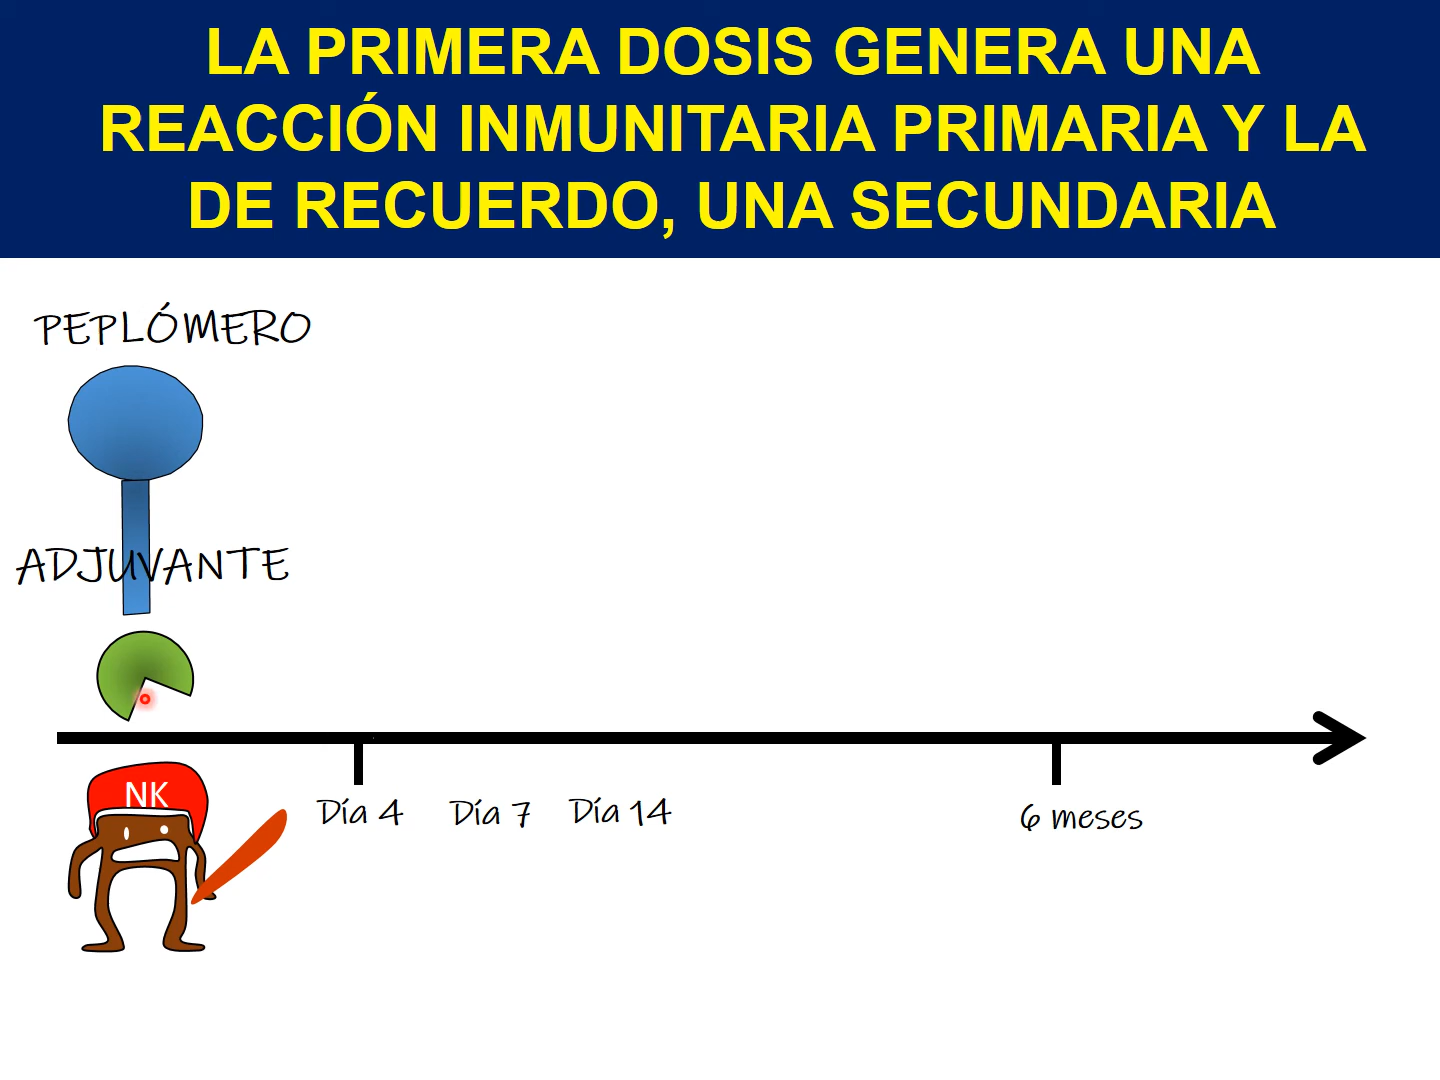 LA PRIMERA DOSIS GENERA UNA
REACCIÓN INMUNITARIA PRIMARIA Y LA
DE RECUERDO, UNA SECUNDARIA
PEPLÓMERO
ADJUVANTE
NK
Día 4
Día 7
Día 14
6 meses